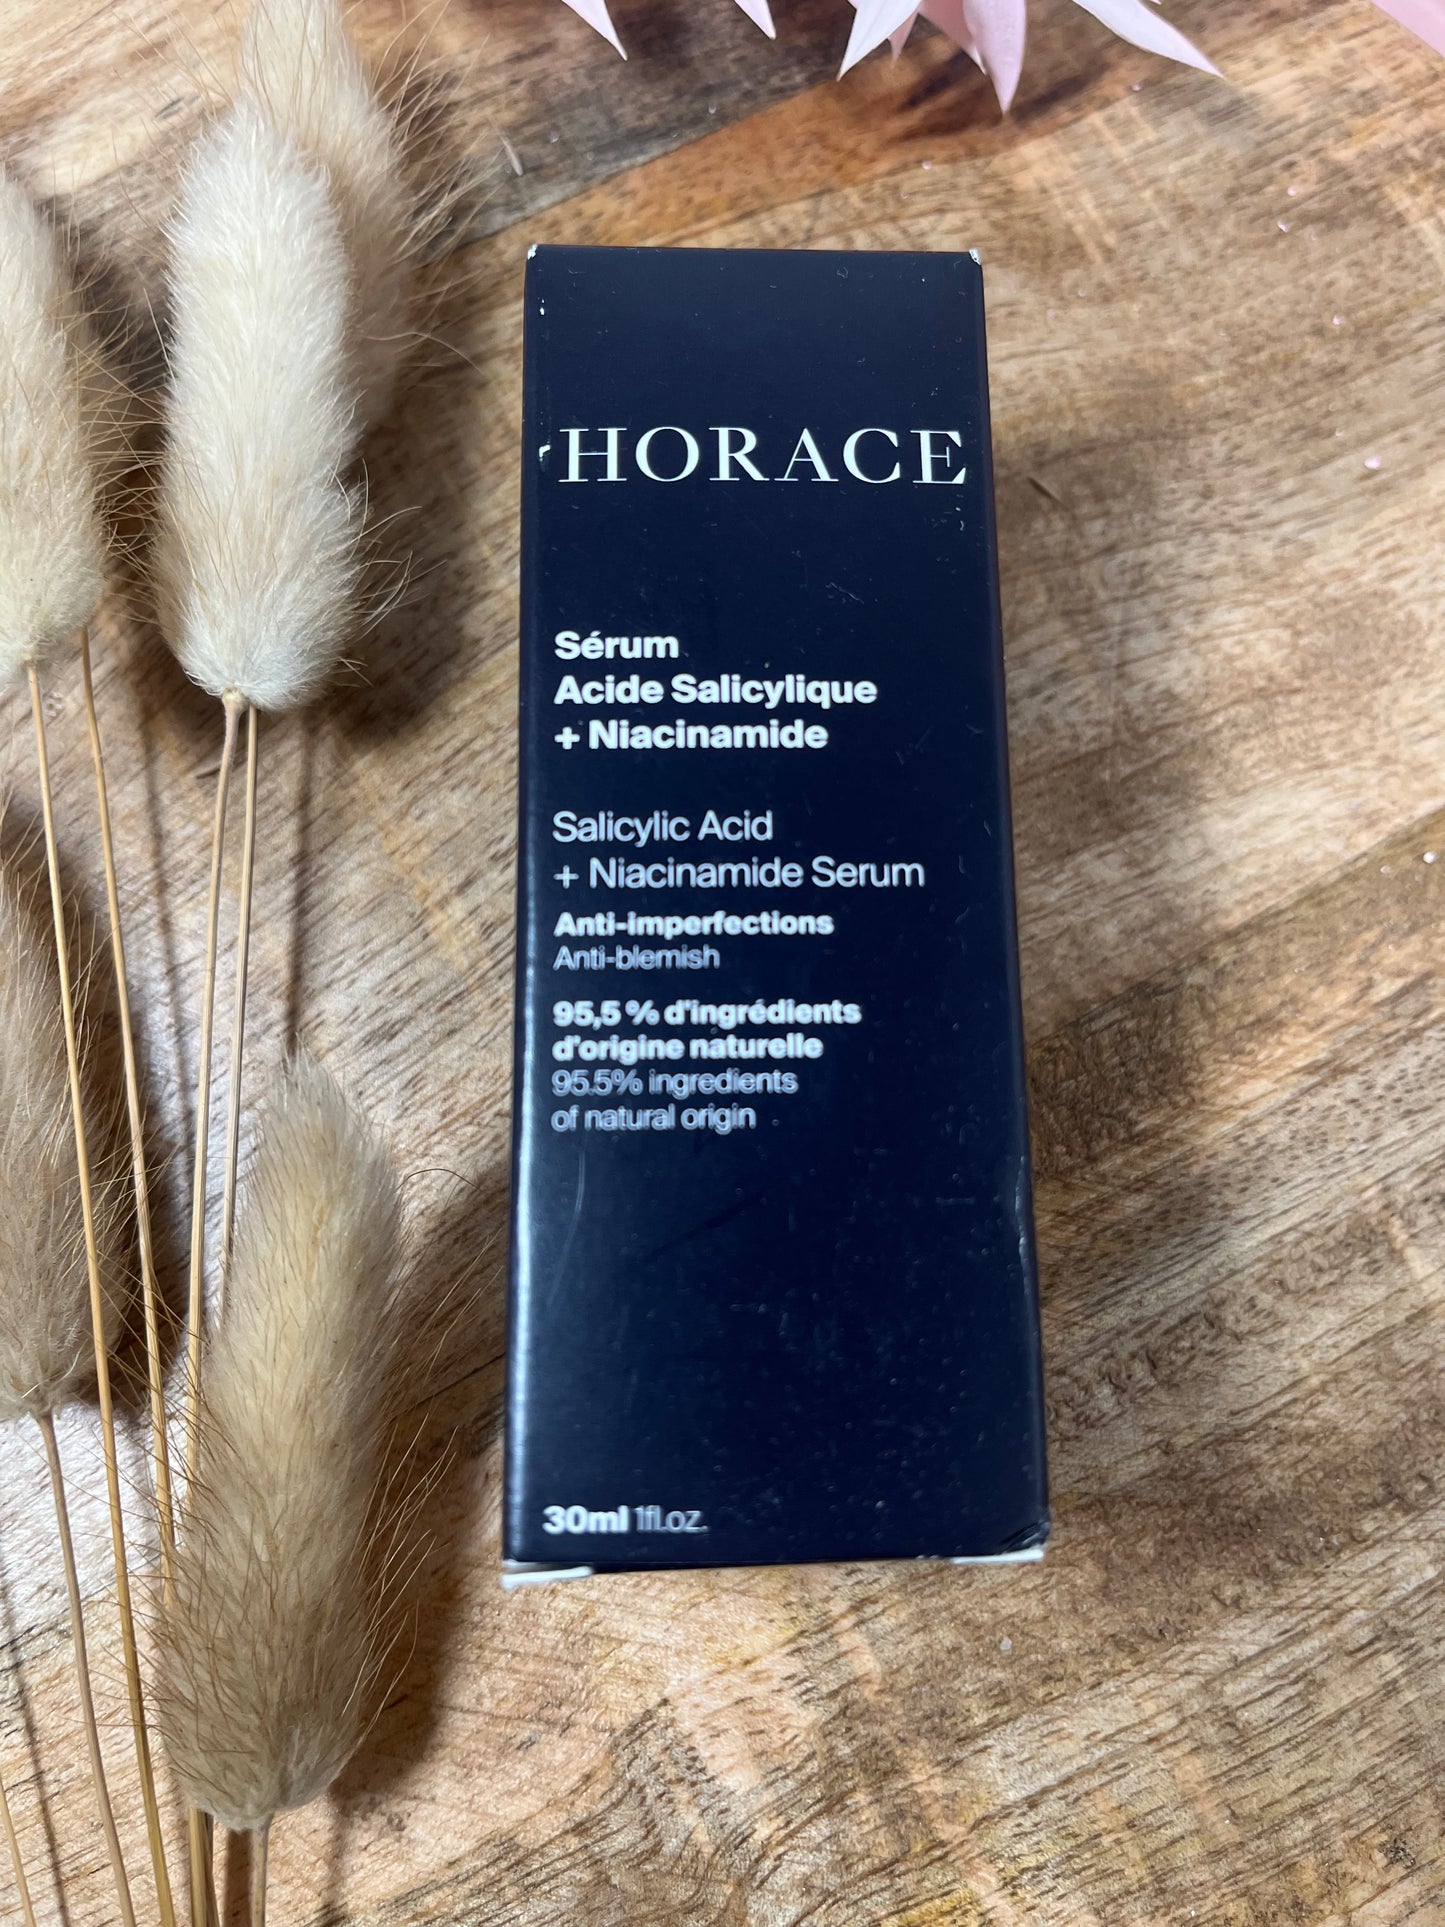 HORACE
Sérum
Acide Salicylique
+ Niacinamide
Salicylic Acid
+ Niacinamide Serum
Anti-imperfections
Anti-blemish
95,5 % d'ingrédients
d'origine naturelle
95.5% ingredients
of natural origin
30ml 1fl.oz.